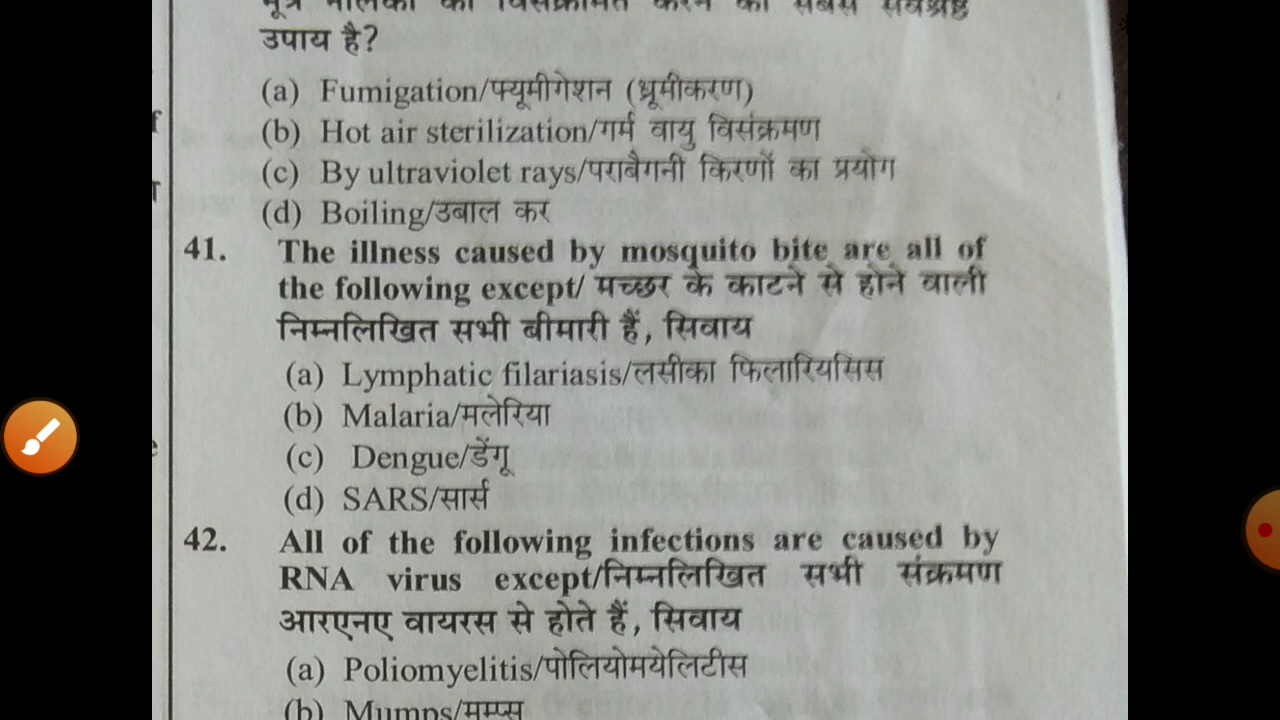 उपाय है?
(a) Fumigation/फ्यूमीगेशन (ध्रूमीकरण)
(b) Hot air sterilization/गर्म वायु विसंक्रमण
(c) By ultraviolet rays/पराबैगनी किरणों का प्रयोग
(d) Boiling/उबाल कर
41. The illness caused by mosquito bite are all of
the following except/ मच्छर के काटने से होने वाली
निम्नलिखित सभी बीमारी हैं, सिवाय
(a) Lymphatic filariasis/लसीका फिलारियसिस
(b) Malaria/मलेरिया
(c) Dengue/डेंगू
(d) SARS/सार्स
42. All of the following infections are caused by
RNA virus except/निम्नलिखित सभी संक्रमण
आरएनए वायरस से होते हैं, सिवाय
(a) Poliomyelitis/पोलियोमयेलिटीस
(b) Mumps/मम्प्स